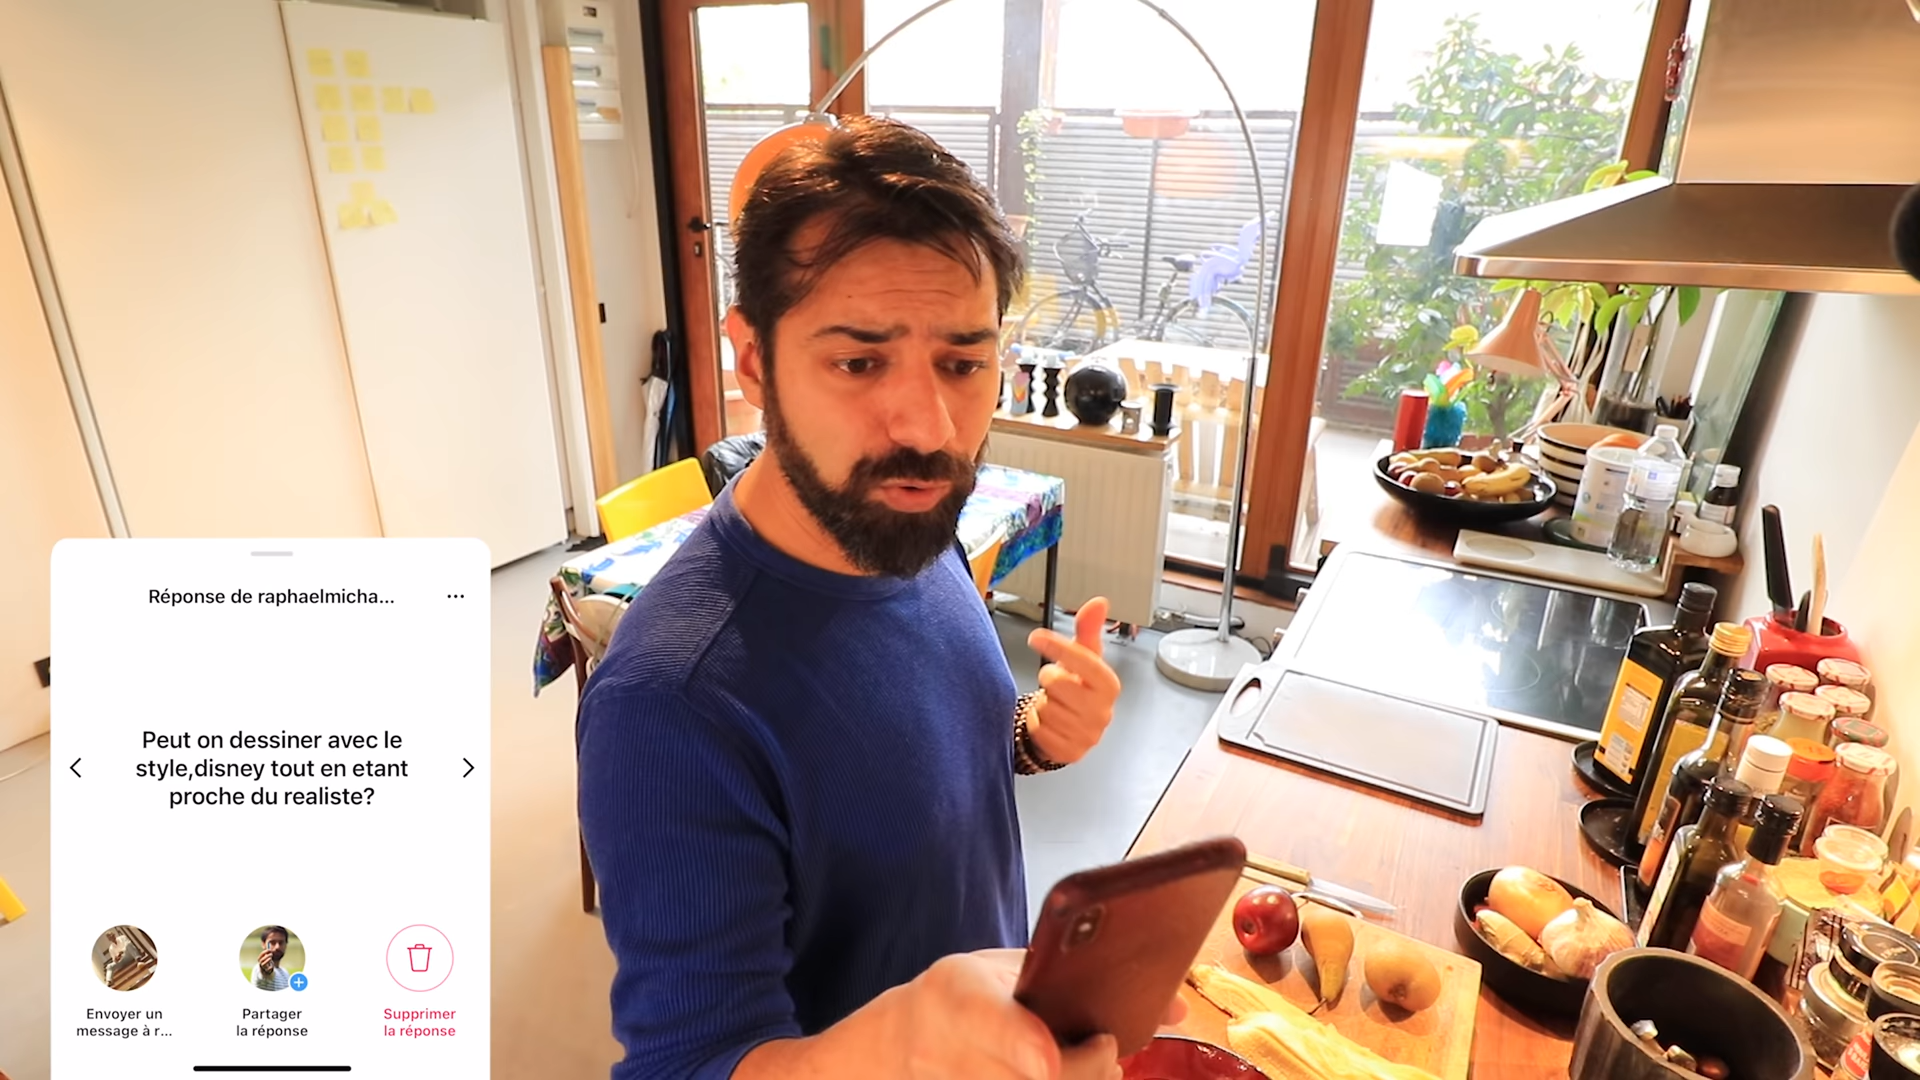 Réponse de raphaelmicha...
Peut on dessiner avec le
style,disney tout en etant
proche du realiste?
Envoyer un
message à r...
Partager
la réponse
Supprimer
la réponse